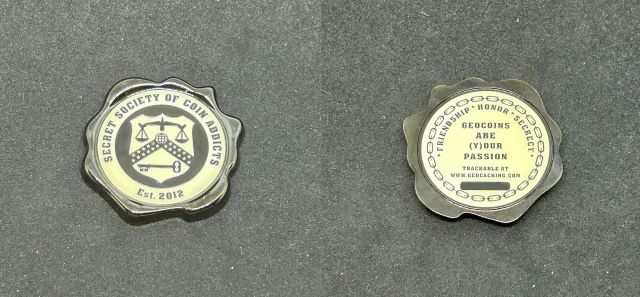 SECRET SOCIETY OF COIN ADDICTS
Est. 2012
FRIENDSHIP * HONOR * SECRECY
GEOCOINS
ARE
(Y)OUR
PASSION
TRACKABLE AT
WWW.GEOCACHING.COM